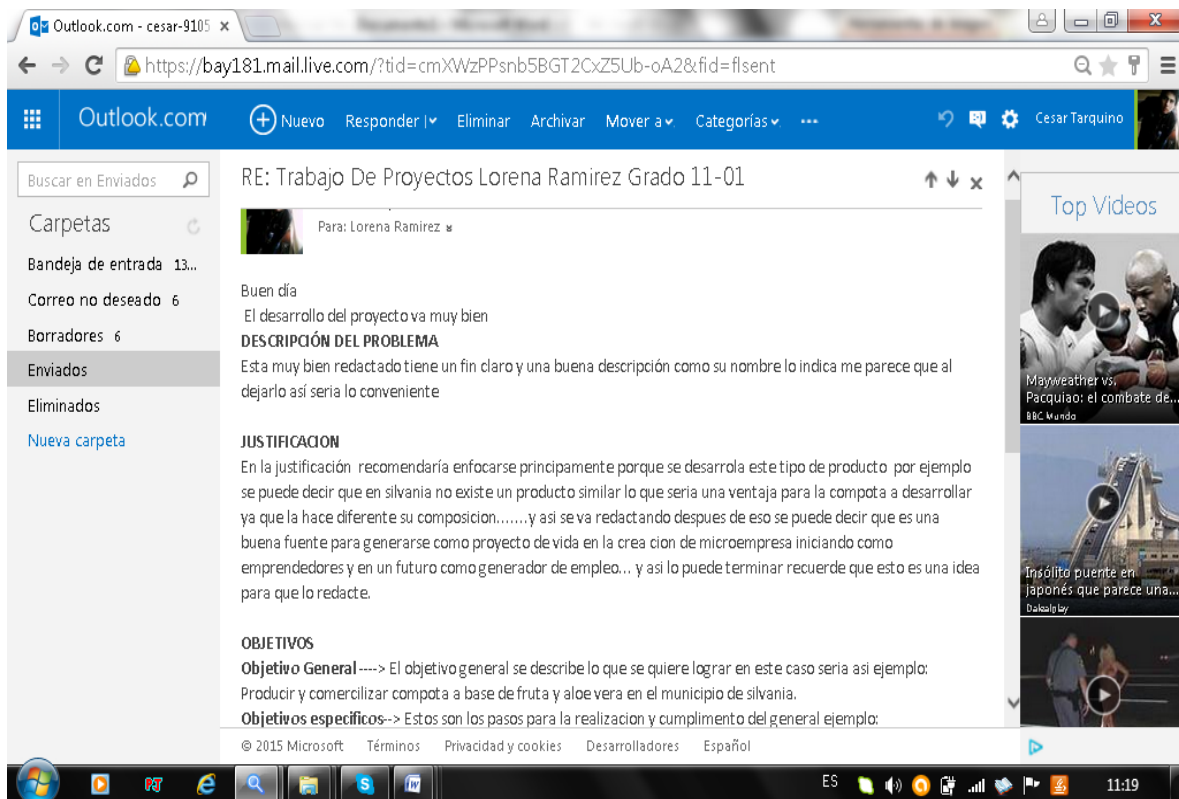 Outlook.com - cesar-9105 ×
https://bay181.mail.live.com/?tid=cmXWzPPsnb5BGT2CxZ5Ub-oA2&fid=flsent
Outlook.com Nuevo Responder | Eliminar Archivar Mover a Categorías ... Cesar Tarquino
Buscar en Enviados
Carpetas
Bandeja de entrada 13...
Correo no deseado 6
Borradores 6
Enviados
Eliminados
Nueva carpeta
RE: Trabajo De Proyectos Lorena Ramirez Grado 11-01
Para: Lorena Ramirez
Buen día
El desarrollo del proyecto va muy bien
DESCRIPCIÓN DEL PROBLEMA
Esta muy bien redactado tiene un fin claro y una buena descripción como su nombre lo indica me parece que al
dejarlo así seria lo conveniente
JUSTIFICACION
En la justificación recomendaría enfocarse principamente porque se desarrola este tipo de producto por ejemplo
se puede decir que en silvania no existe un producto similar lo que seria una ventaja para la compota a desarrollar
ya que la hace diferente su composicion.......y asi se va redactando despues de eso se puede decir que es una
buena fuente para generarse como proyecto de vida en la crea cion de microempresa iniciando como
emprendedores y en un futuro como generador de empleo... y asi lo puede terminar recuerde que esto es una idea
para que lo redacte.
OBJETIVOS
Objetivo General ----> El objetivo general se describe lo que se quiere lograr en este caso seria asi ejemplo:
Producir y comercilizar compota a base de fruta y aloe vera en el municipio de silvania.
Objetivos especificos--> Estos son los pasos para la realizacion y cumplimento del general ejemplo:
© 2015 Microsoft Términos Privacidad y cookies Desarrolladores Español
Top Videos
Mayweather vs.
Pacquiao: el combate de...
BBC Mundo
Insólito puente en
japonés que parece una...
Dakealplay
ES 11:19